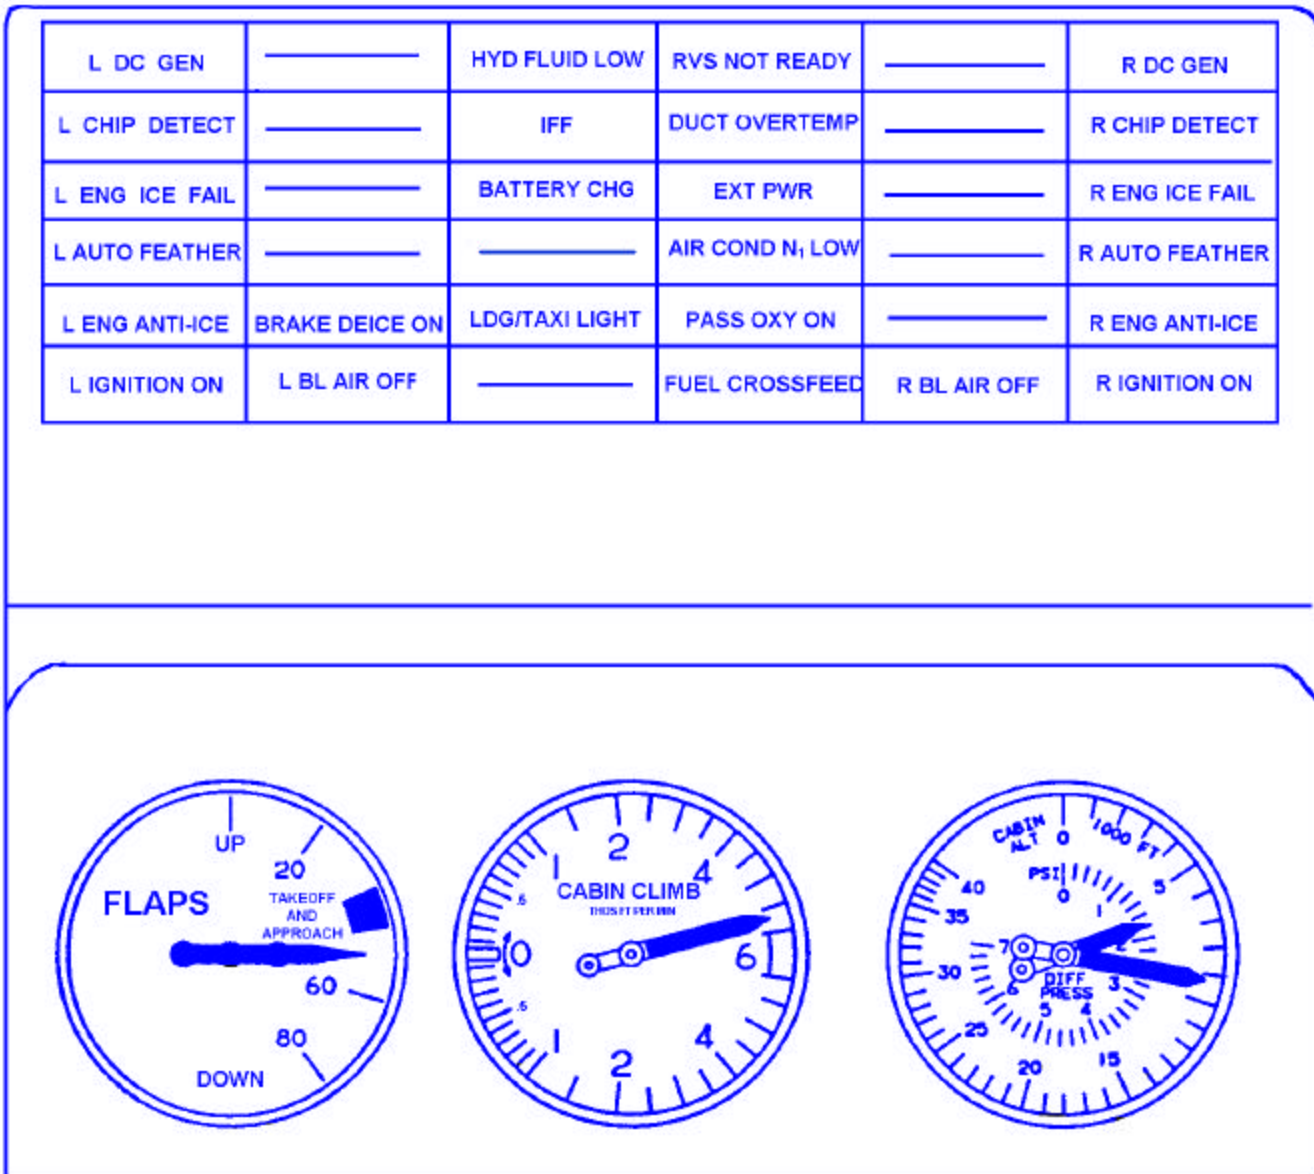 L DC GEN
HYD FLUID LOW
RVS NOT READY
R DC GEN
L CHIP DETECT
IFF
DUCT OVERTEMP
R CHIP DETECT
L ENG ICE FAIL
BATTERY CHG
EXT PWR
R ENG ICE FAIL
L AUTO FEATHER
AIR COND N₁ LOW
R AUTO FEATHER
L ENG ANTI-ICE
BRAKE DEICE ON
LDG/TAXI LIGHT
PASS OXY ON
R ENG ANTI-ICE
L IGNITION ON
L BL AIR OFF
FUEL CROSSFEED
R BL AIR OFF
R IGNITION ON
UP
20
FLAPS
TAKEOFF
AND
APPROACH
60
80
DOWN
1
2
4
.5
CABIN CLIMB
THDS FT PER MIN
0
6
.5
1
2
4
CABIN
ALT
0
1000 FT
5
PSI
0
1
2
3
4
5
6
7
DIFF
PRESS
15
20
25
30
35
40